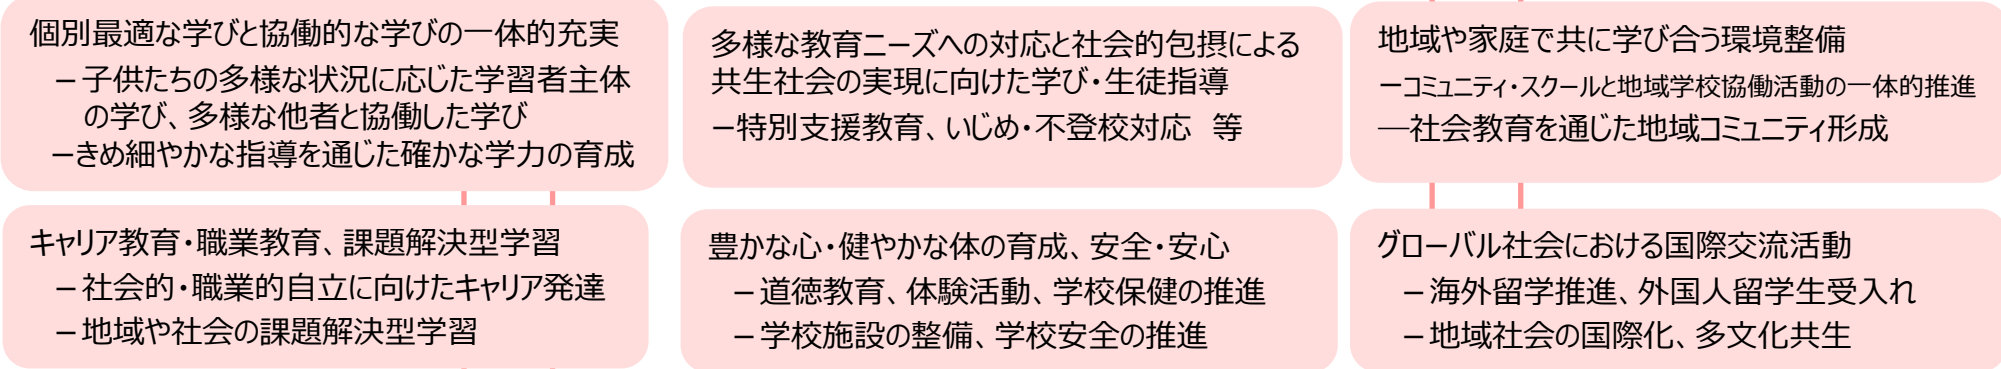 個別最適な学びと協働的な学びの一体的充実
－子供たちの多様な状況に応じた学習者主体
の学び、多様な他者と協働した学び
－きめ細やかな指導を通じた確かな学力の育成
多様な教育ニーズへの対応と社会的包摂による
共生社会の実現に向けた学び・生徒指導
－特別支援教育、いじめ・不登校対応　等
地域や家庭で共に学び合う環境整備
－コミュニティ・スクールと地域学校協働活動の一体的推進
―社会教育を通じた地域コミュニティ形成
キャリア教育・職業教育、課題解決型学習
－社会的・職業的自立に向けたキャリア発達
－地域や社会の課題解決型学習
豊かな心・健やかな体の育成、安全・安心
－道徳教育、体験活動、学校保健の推進
－学校施設の整備、学校安全の推進
グローバル社会における国際交流活動
－海外留学推進、外国人留学生受入れ
－地域社会の国際化、多文化共生